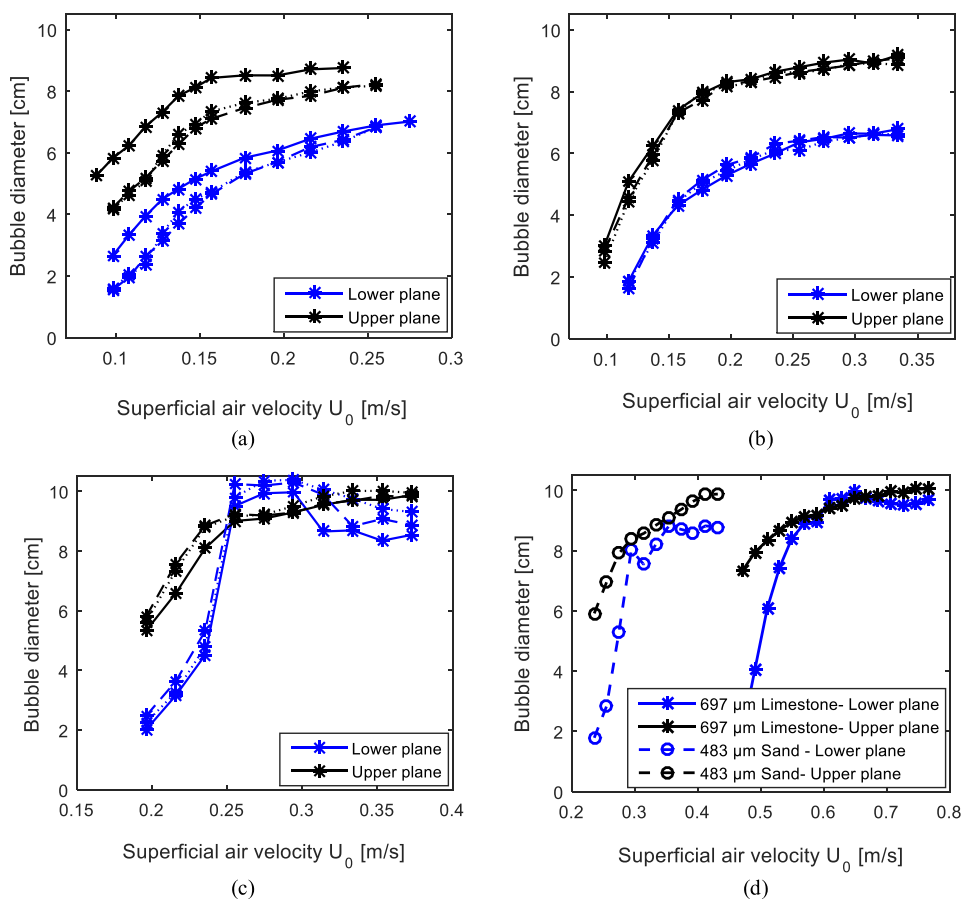 Bubble diameter [cm]
10
8
6
4
2
0
0.1
0.15
0.2
0.25
0.3
Lower plane
Upper plane
Superficial air velocity U0 [m/s]
(a)
Bubble diameter [cm]
10
8
6
4
2
0
0.1
0.15
0.2
0.25
0.3
0.35
Lower plane
Upper plane
Superficial air velocity U0 [m/s]
(b)
Bubble diameter [cm]
10
8
6
4
2
0
0.15
0.2
0.25
0.3
0.35
0.4
Lower plane
Upper plane
Superficial air velocity U0 [m/s]
(c)
Bubble diameter [cm]
10
8
6
4
2
0
0.2
0.3
0.4
0.5
0.6
0.7
0.8
697 µm Limestone- Lower plane
697 µm Limestone- Upper plane
483 µm Sand - Lower plane
483 µm Sand- Upper plane
Superficial air velocity U0 [m/s]
(d)